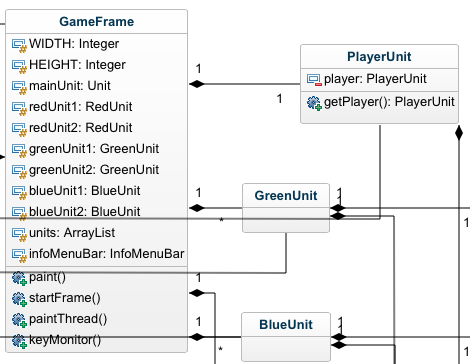 GameFrame
WIDTH: Integer
HEIGHT: Integer
mainUnit: Unit
redUnit1: RedUnit
redUnit2: RedUnit
greenUnit1: GreenUnit
greenUnit2: GreenUnit
blueUnit1: BlueUnit
blueUnit2: BlueUnit
units: ArrayList
infoMenuBar: InfoMenuBar
paint()
startFrame()
paintThread()
keyMonitor()
1
1
PlayerUnit
player: PlayerUnit
getPlayer(): PlayerUnit
1
*
GreenUnit
1
1
1
*
1
BlueUnit
1
1